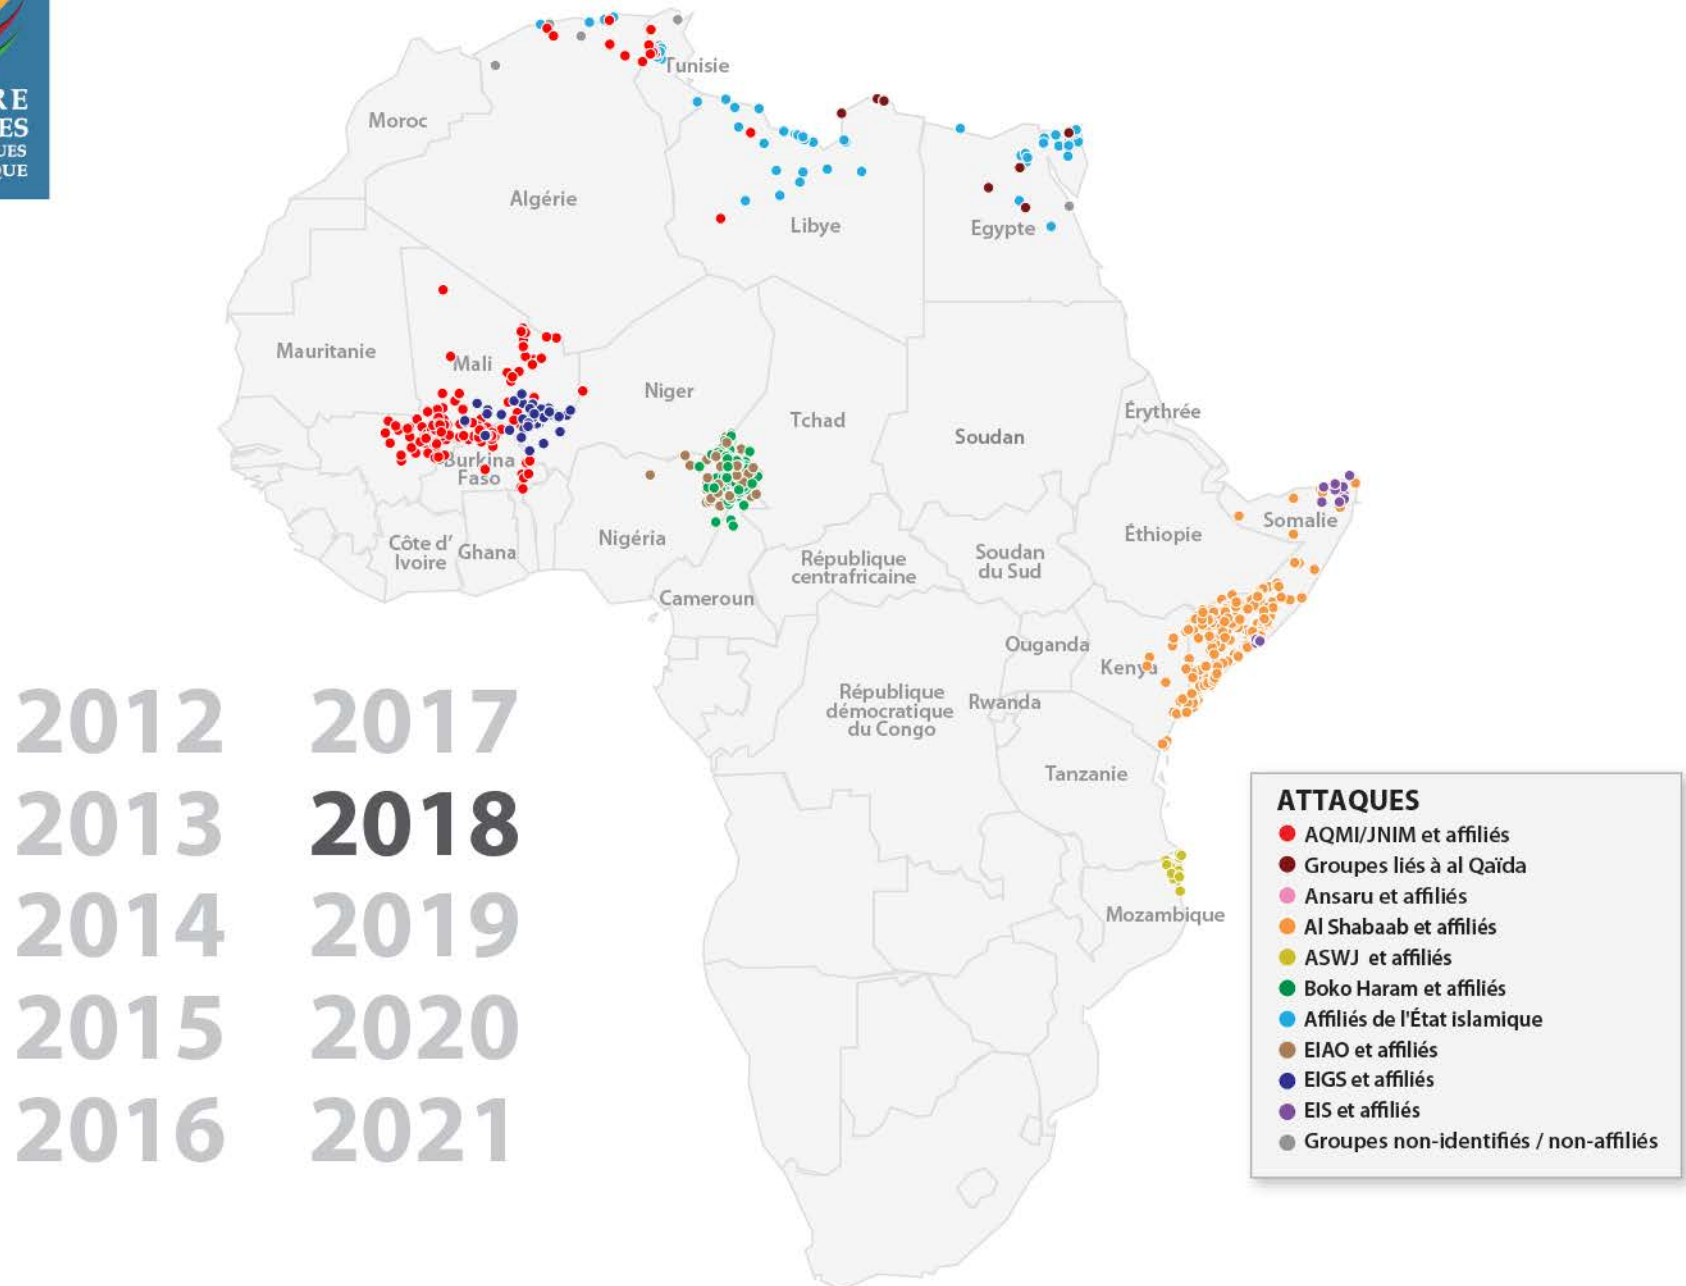 RE
ES
UES
QUE
Tunisie
Moroc
Algérie
Libye
Egypte
Mauritanie
Mali
Niger
Tchad
Soudan
Érythrée
Burkina
Faso
Nigéria
Côte d’
Ivoire
Ghana
République
centrafricaine
Soudan
du Sud
Éthiopie
Somalie
Cameroun
Ouganda
Kenya
République
démocratique
du Congo
Rwanda
Tanzanie
Mozambique
2012 2017
2013 2018
2014 2019
2015 2020
2016 2021
ATTAQUES
AQMI/JNIM et affiliés
Groupes liés à al Qaïda
Ansaru et affiliés
Al Shabaab et affiliés
ASWJ et affiliés
Boko Haram et affiliés
Affiliés de l'État islamique
EIAO et affiliés
EIGS et affiliés
EIS et affiliés
Groupes non-identifiés / non-affiliés